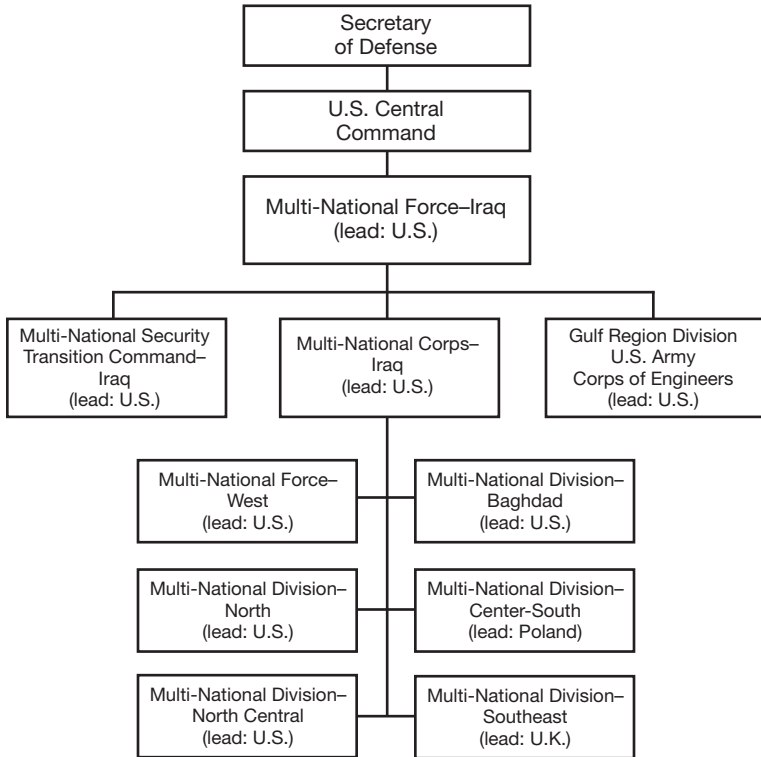 Secretary
of Defense
U.S. Central
Command
Multi-National Force–Iraq
(lead: U.S.)
Multi-National Security
Transition Command–
Iraq
(lead: U.S.)
Multi-National Corps–
Iraq
(lead: U.S.)
Gulf Region Division
U.S. Army
Corps of Engineers
(lead: U.S.)
Multi-National Force–
West
(lead: U.S.)
Multi-National Division–
Baghdad
(lead: U.S.)
Multi-National Division–
North
(lead: U.S.)
Multi-National Division–
Center-South
(lead: Poland)
Multi-National Division–
North Central
(lead: U.S.)
Multi-National Division–
Southeast
(lead: U.K.)